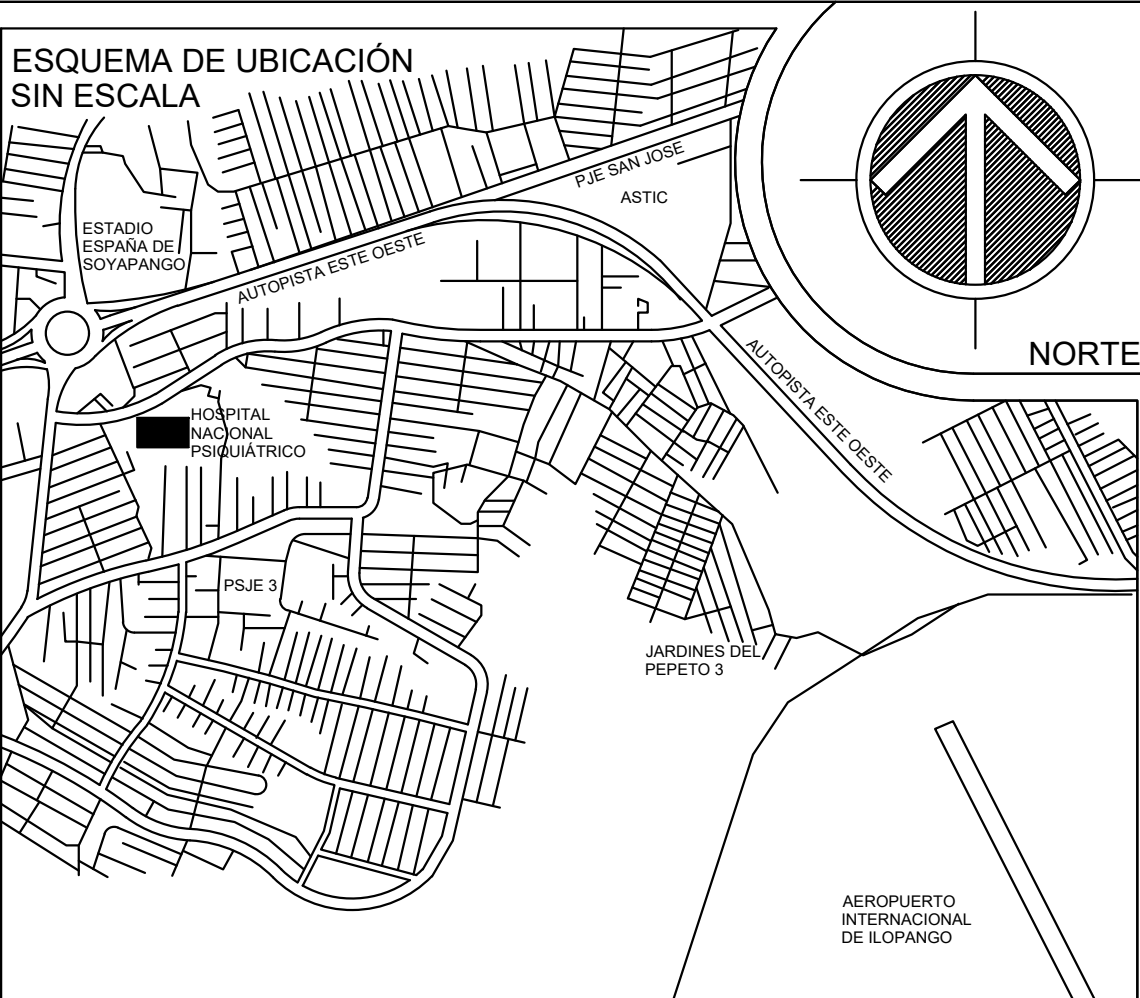 ESQUEMA DE UBICACIÓN
SIN ESCALA
PJE SAN JOSE
ASTIC
ESTADIO
ESPAÑA DE
SOYAPANGO
AUTOPISTA ESTE OESTE
NORTE
AUTOPISTA ESTE OESTE
HOSPITAL
NACIONAL
PSIQUIÁTRICO
PSJE 3
JARDINES DEL
PEPETO 3
AEROPUERTO
INTERNACIONAL
DE ILOPANGO